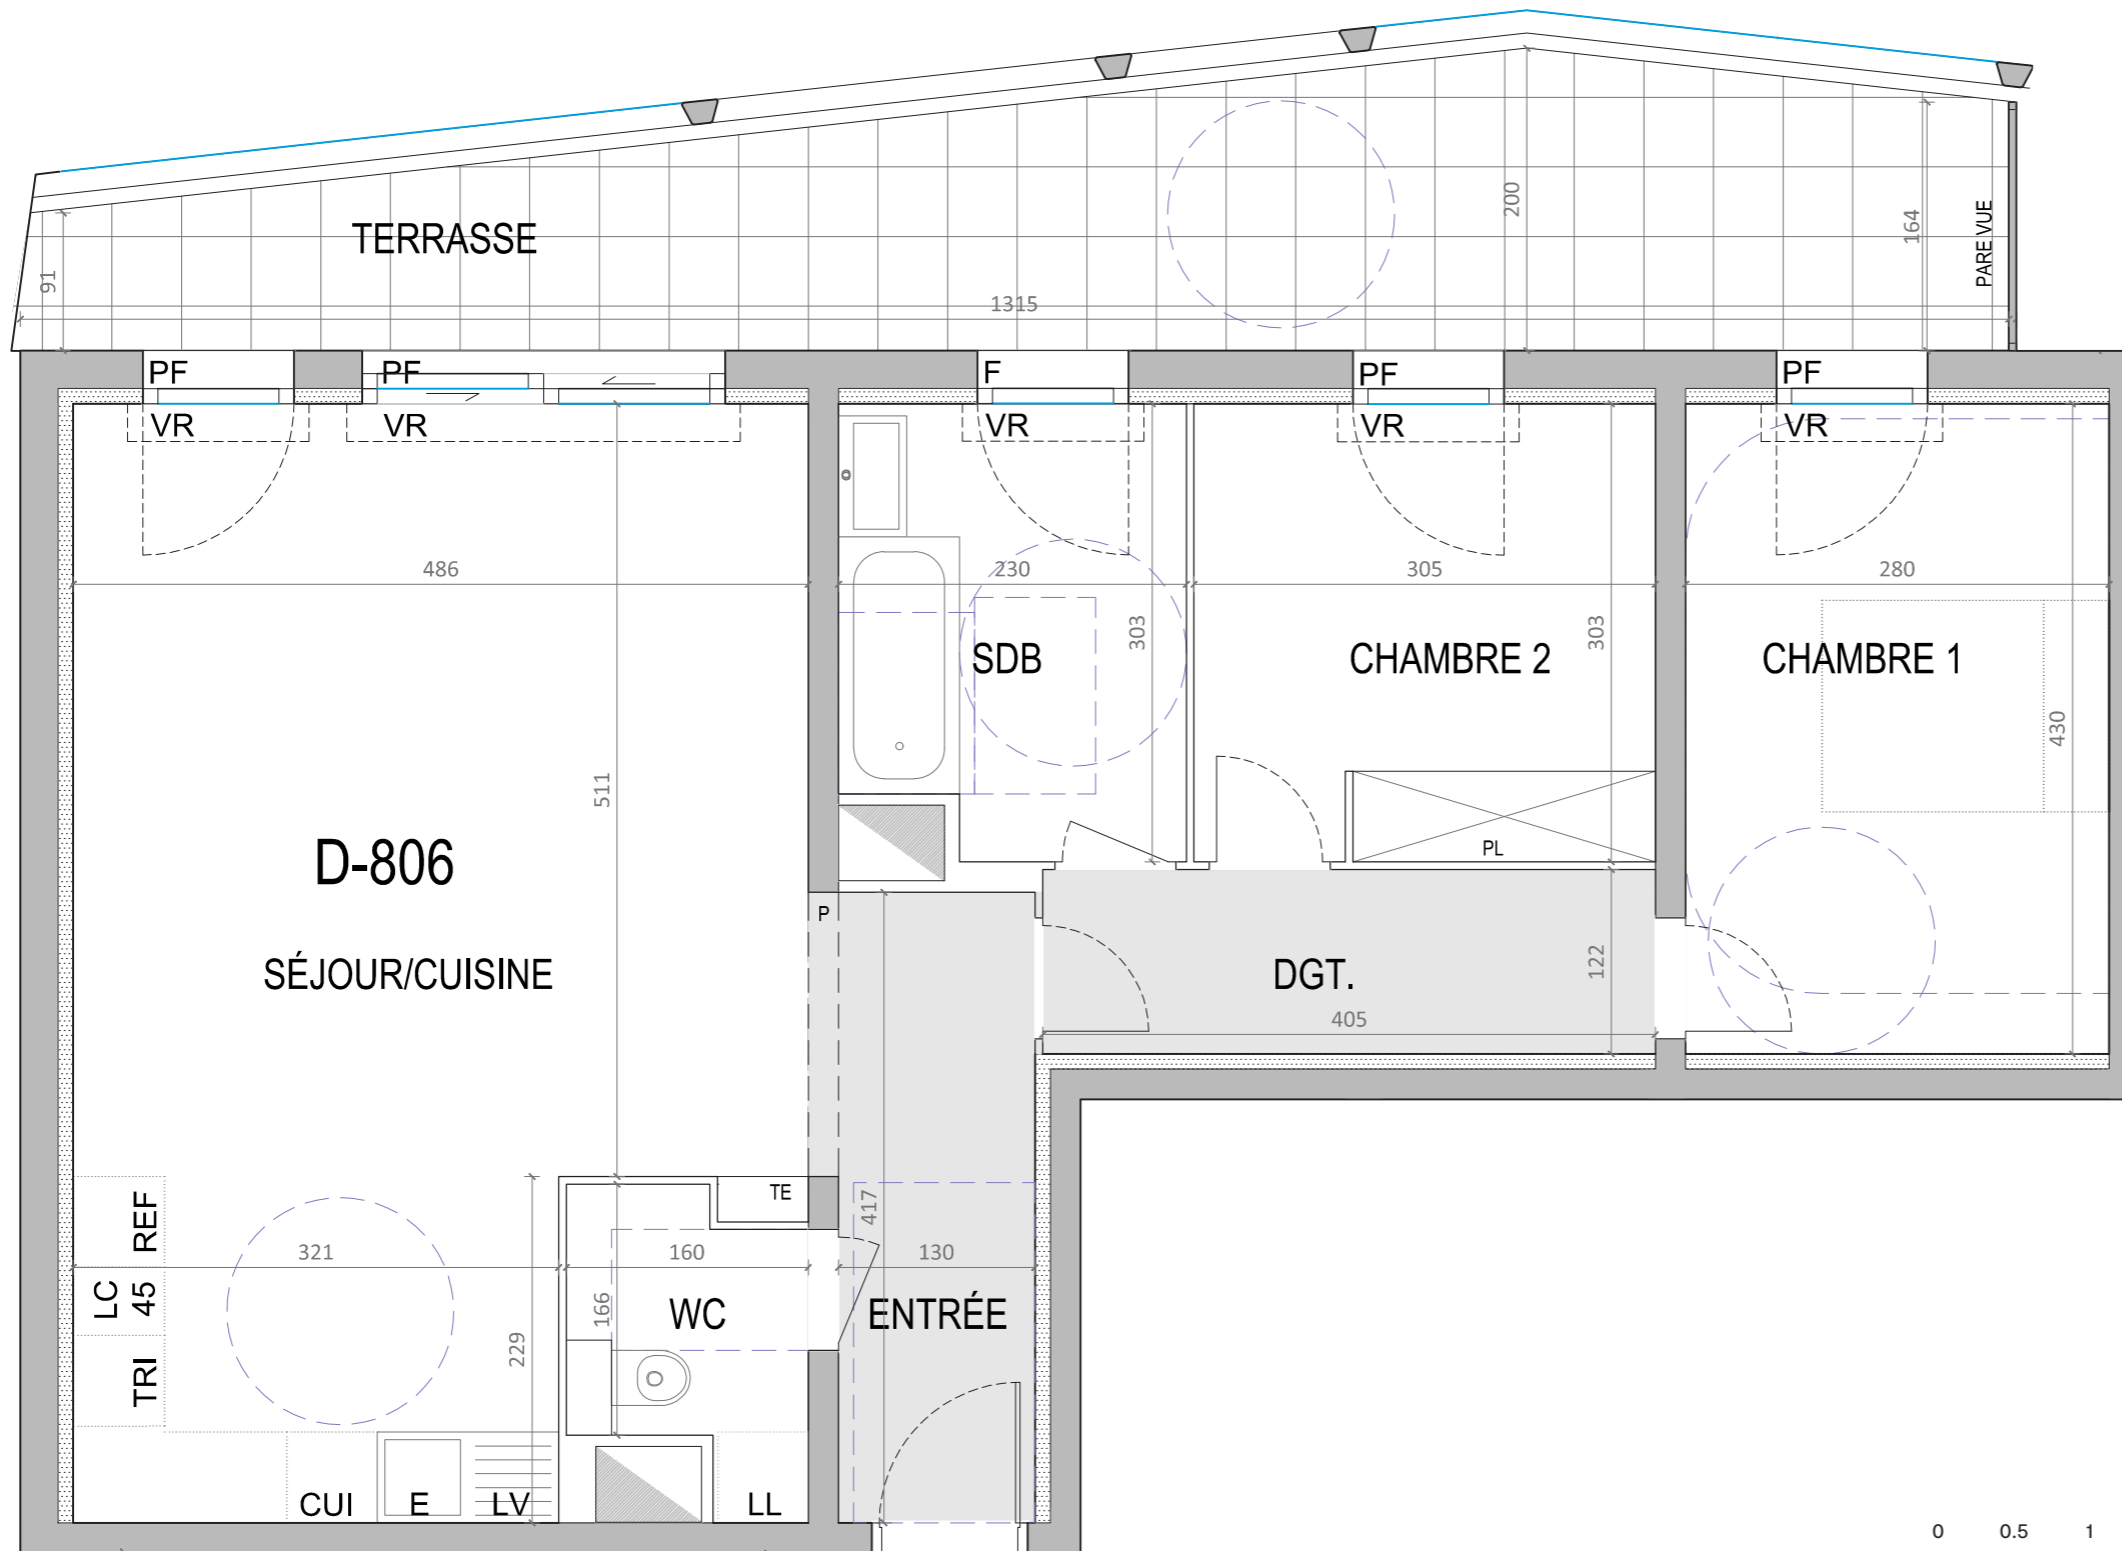 TERRASSE
91
1315
200
164
PARE VUE
PF
PF
F
PF
PF
VR
VR
VR
VR
VR
486
230
305
280
SDB
303
CHAMBRE 2
303
CHAMBRE 1
430
511
D-806
PL
P
SÉJOUR/CUISINE
DGT.
122
405
REF
TE
417
321
160
130
LC
45
166
WC
ENTRÉE
229
TRI
CUI
E
LV
LL
0 0.5 1